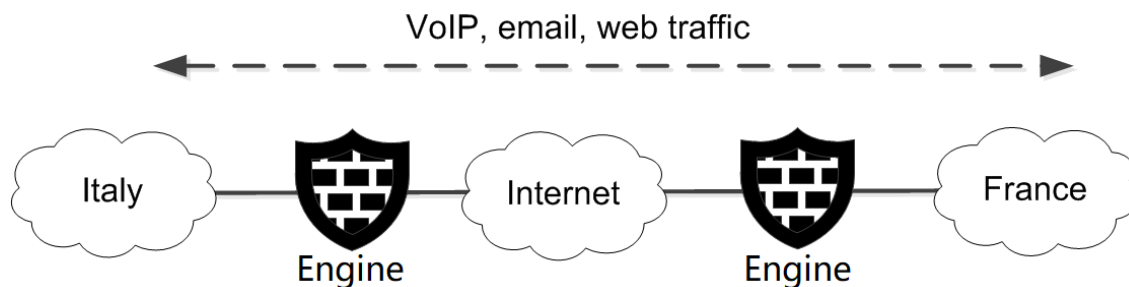 VoIP, email, web traffic
Italy
Internet
France
Engine
Engine